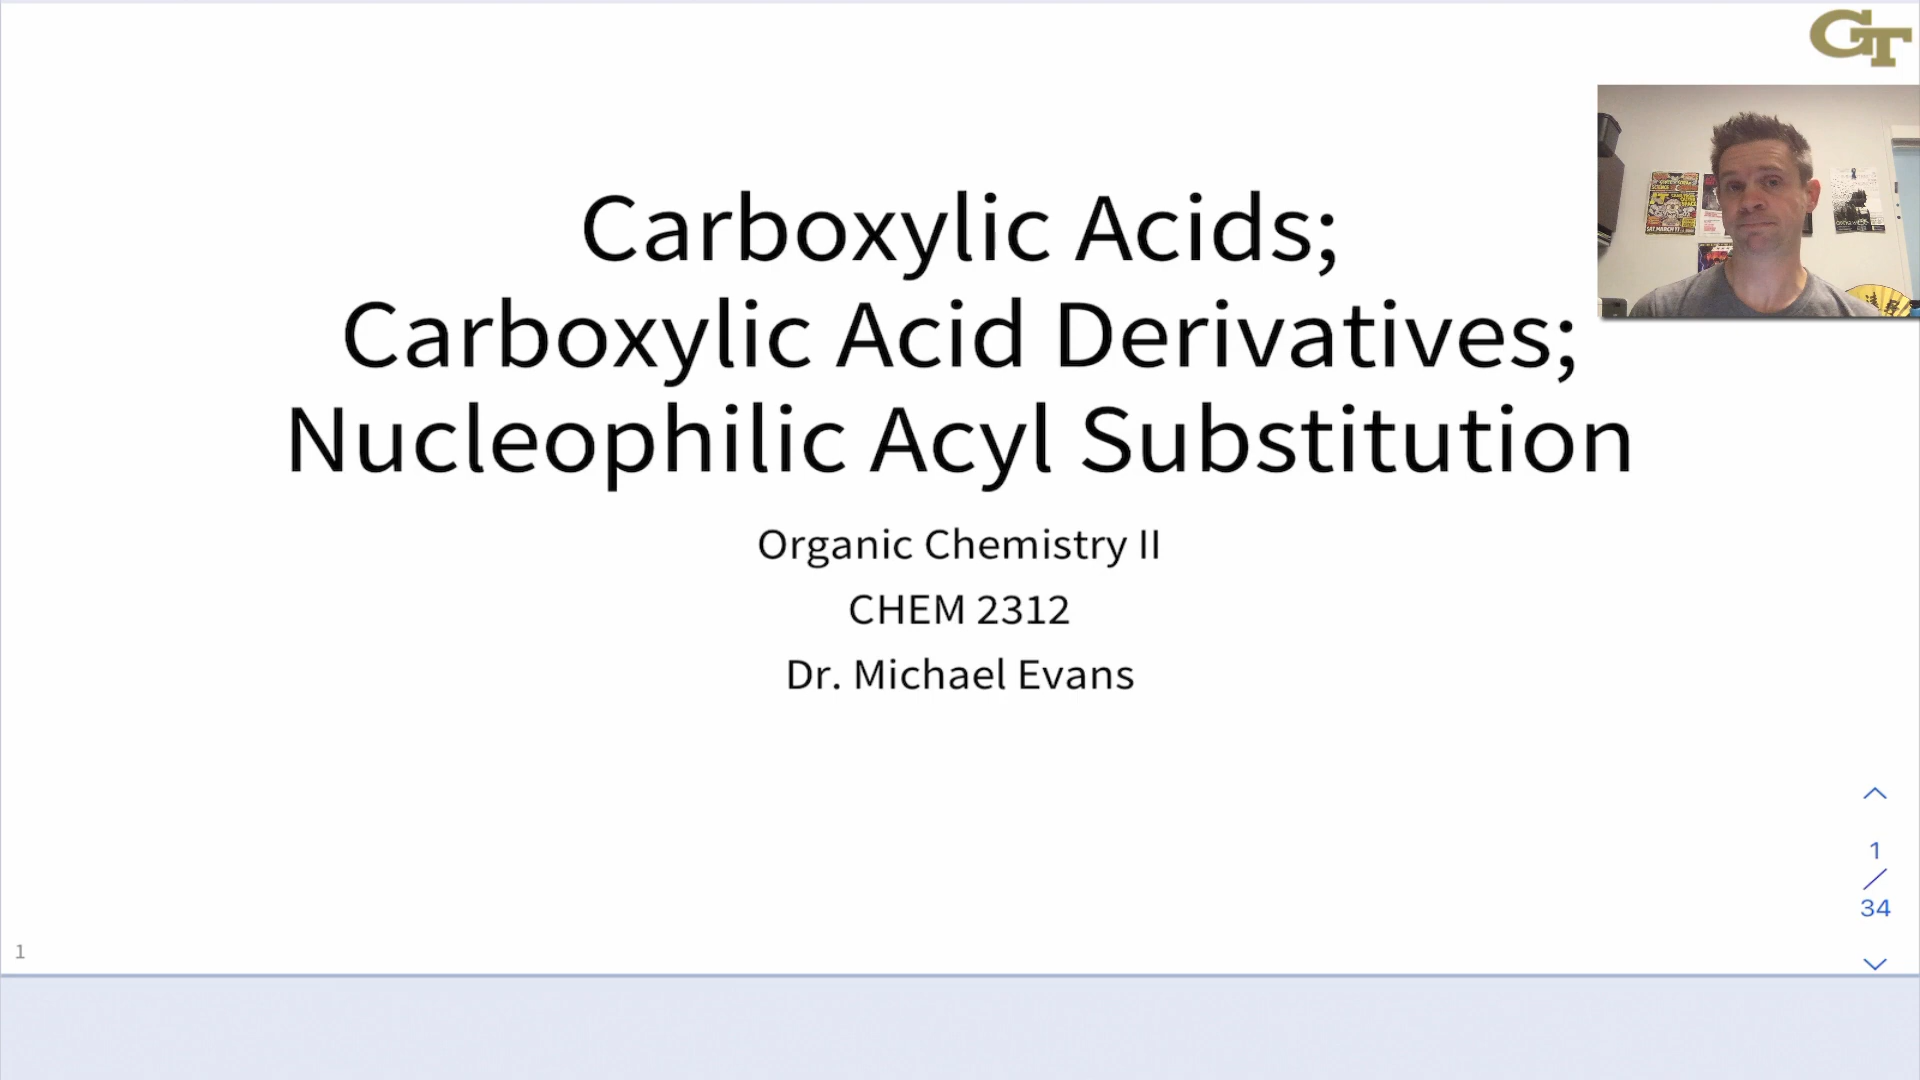 GT
Carboxylic Acids;
Carboxylic Acid Derivatives;
Nucleophilic Acyl Substitution
Organic Chemistry II
CHEM 2312
Dr. Michael Evans
1
/
34
1